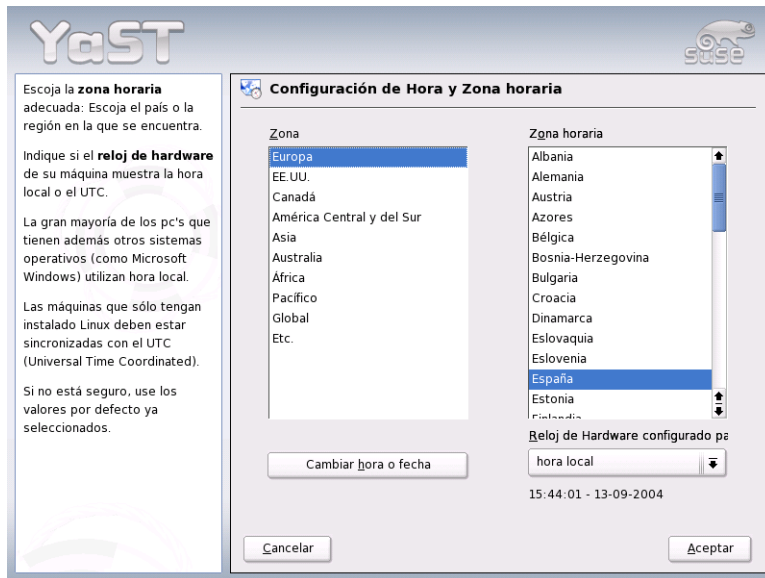 YaST
SUSE
Escoja la zona horaria
adecuada: Escoja el país o la
región en la que se encuentra.
Indique si el reloj de hardware
de su máquina muestra la hora
local o el UTC.
La gran mayoría de los pc's que
tienen además otros sistemas
operativos (como Microsoft
Windows) utilizan hora local.
Las máquinas que sólo tengan
instalado Linux deben estar
sincronizadas con el UTC
(Universal Time Coordinated).
Si no está seguro, use los
valores por defecto ya
seleccionados.
Configuración de Hora y Zona horaria
Zona
Europa
EE.UU.
Canadá
América Central y del Sur
Asia
Australia
África
Pacífico
Global
Etc.
Cambiar hora o fecha
Zona horaria
Albania
Alemania
Austria
Azores
Bélgica
Bosnia-Herzegovina
Bulgaria
Croacia
Dinamarca
Eslovaquia
Eslovenia
España
Estonia
Finlandia
Reloj de Hardware configurado pa
hora local
15:44:01 - 13-09-2004
Cancelar
Aceptar